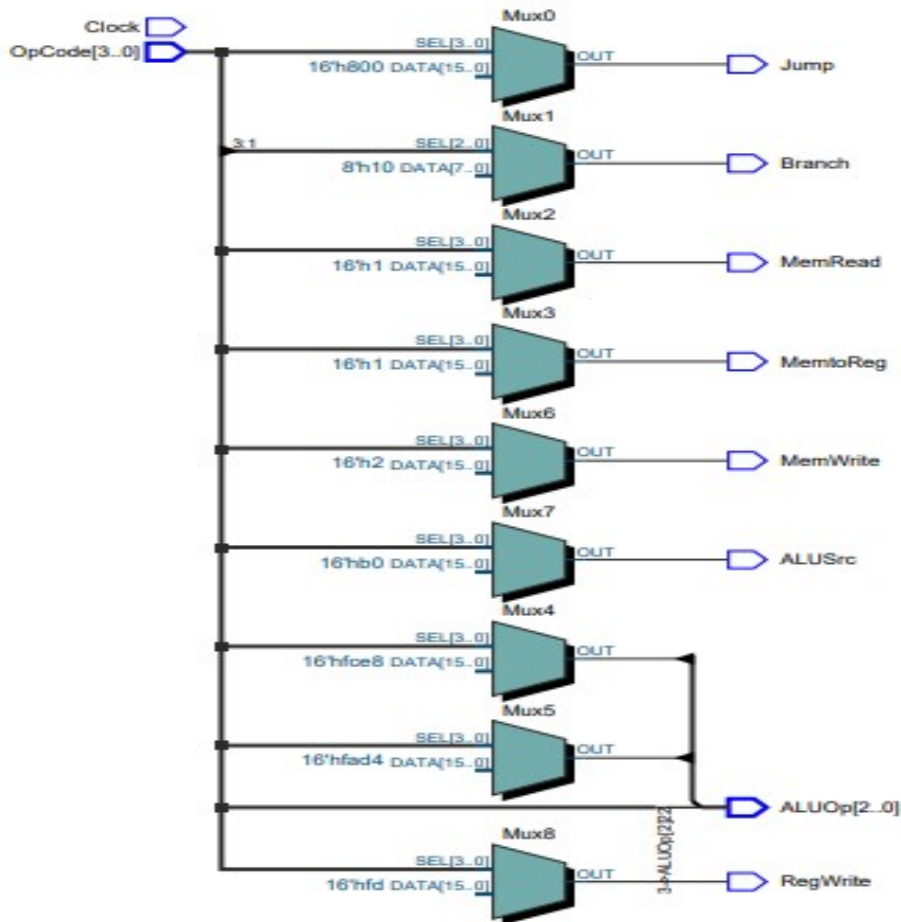 Clock
OpCode[3..0]
Mux0
SEL[3..0]
16'h800 DATA[15..0]
OUT
Jump
Mux1
3:1
SEL[2..0]
8'h10 DATA[7..0]
OUT
Branch
Mux2
SEL[3..0]
16'h1 DATA[15..0]
OUT
MemRead
Mux3
SEL[3..0]
16'h1 DATA[15..0]
OUT
MemtoReg
Mux6
SEL[3..0]
16'h2 DATA[15..0]
OUT
MemWrite
Mux7
SEL[3..0]
16'hb0 DATA[15..0]
OUT
ALUSrc
Mux4
SEL[3..0]
16'hfce8 DATA[15..0]
OUT
Mux5
SEL[3..0]
16'hfad4 DATA[15..0]
OUT
ALUOp[2..0]
Mux8
SEL[3..0]
16'hfd DATA[15..0]
OUT
RegWrite